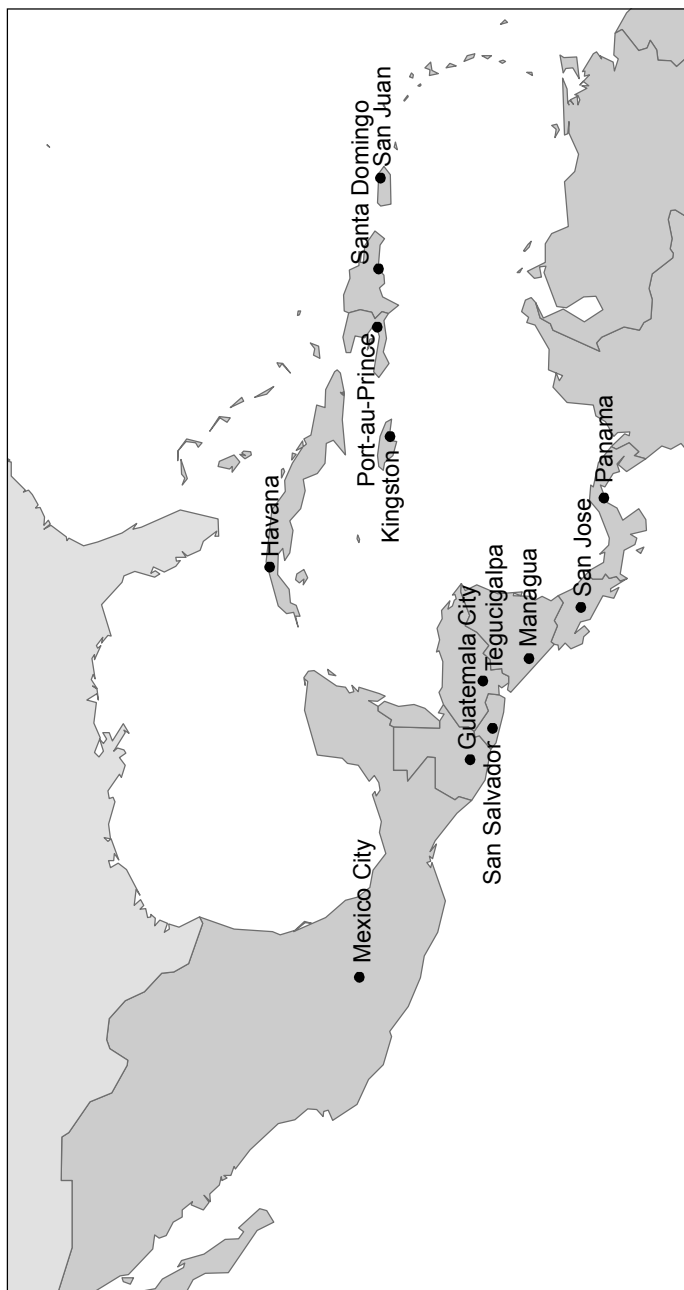 Havana
Santa Domingo
San Juan
Port-au-Prince
Kingston
Mexico City
Guatemala City
Tegucigalpa
San Salvador
Managua
San Jose
Panama